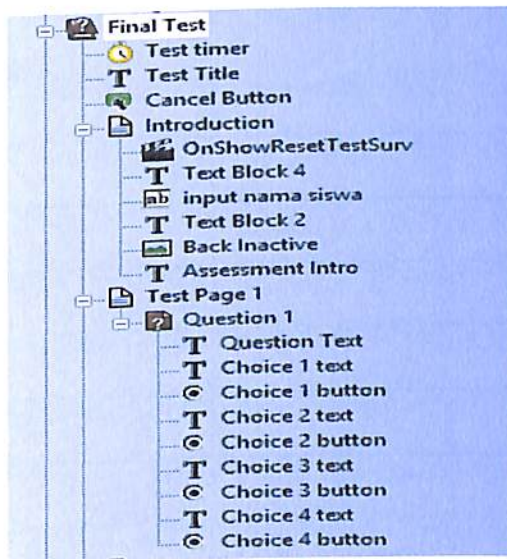 Final Test
Test timer
Test Title
Cancel Button
Introduction
OnShowResetTestSurv
Text Block 4
ab input nama siswa
Text Block 2
Back Inactive
Assessment Intro
Test Page 1
Question 1
Question Text
Choice 1 text
Choice 1 button
Choice 2 text
Choice 2 button
Choice 3 text
Choice 3 button
Choice 4 text
Choice 4 button